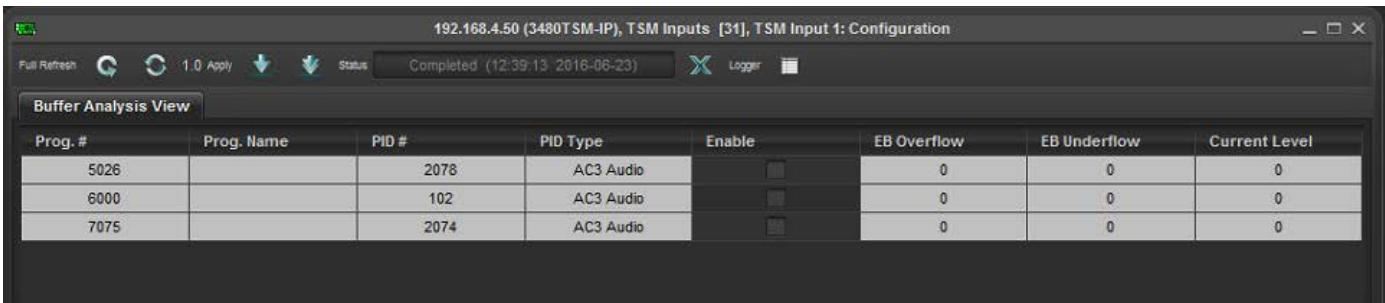 192.168.4.50 (3480TSM-IP), TSM Inputs [31], TSM Input 1: Configuration
Full Refresh 1.0 Apply Status Completed (12:39:13 2016-06-23) Logger
Buffer Analysis View
Prog. # Prog. Name PID # PID Type Enable EB Overflow EB Underflow Current Level
5026 2078 AC3 Audio 0 0 0
6000 102 AC3 Audio 0 0 0
7075 2074 AC3 Audio 0 0 0